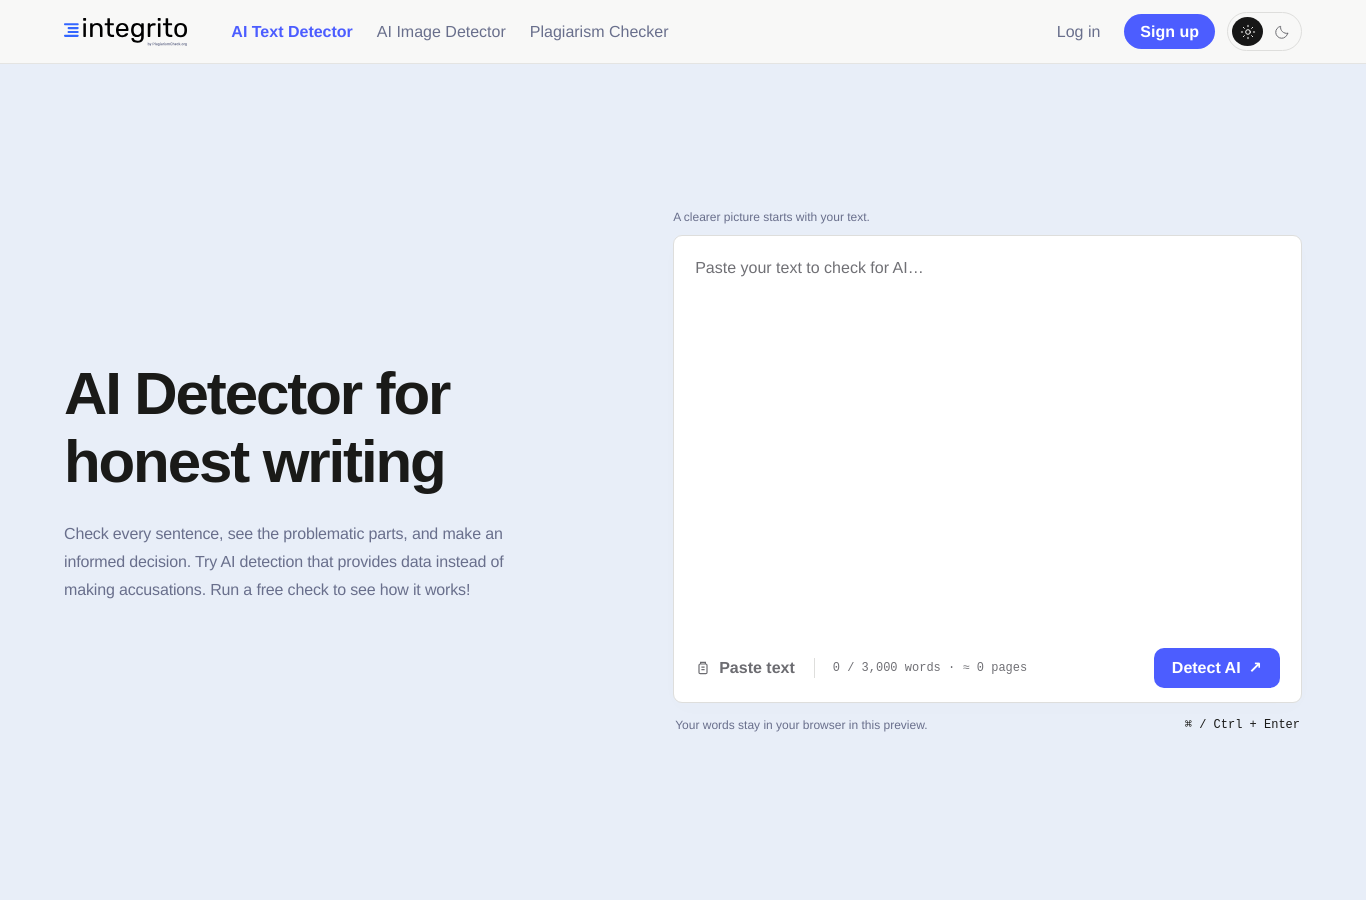 integrito
by PlagiarismCheck.org
AI Text Detector
AI Image Detector
Plagiarism Checker
Log in
Sign up
A clearer picture starts with your text.
Paste your text to check for AI…
AI Detector for
honest writing
Check every sentence, see the problematic parts, and make an
informed decision. Try AI detection that provides data instead of
making accusations. Run a free check to see how it works!
Paste text
0 / 3,000 words · ≈ 0 pages
Detect AI ↗
Your words stay in your browser in this preview.
⌘ / Ctrl + Enter